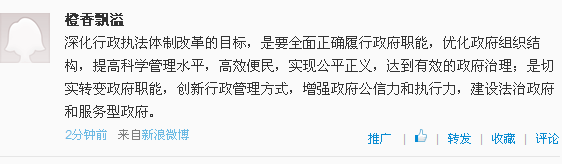 橙香飘溢
深化行政执法体制改革的目标，是要全面正确履行政府职能，优化政府组织结
构，提高科学管理水平，高效便民，实现公平正义，达到有效的政府治理；是切
实转变政府职能，创新行政管理方式，增强政府公信力和执行力，建设法治政府
和服务型政府。
2分钟前 来自新浪微博 推广 | | 转发 | 收藏 | 评论